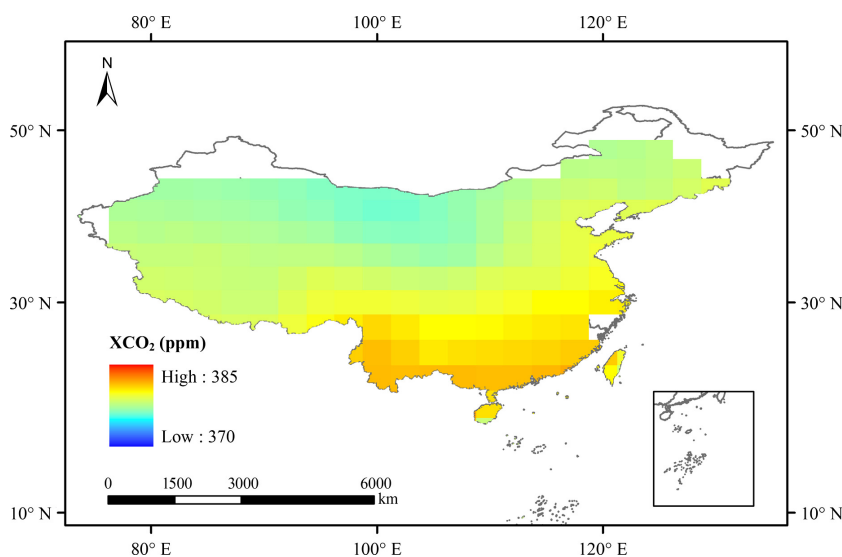 80° E 100° E 120° E
N
50° N 50° N
30° N 30° N
XCO₂ (ppm)
High : 385
Low : 370
0 1500 3000 6000
km
10° N 10° N
80° E 100° E 120° E